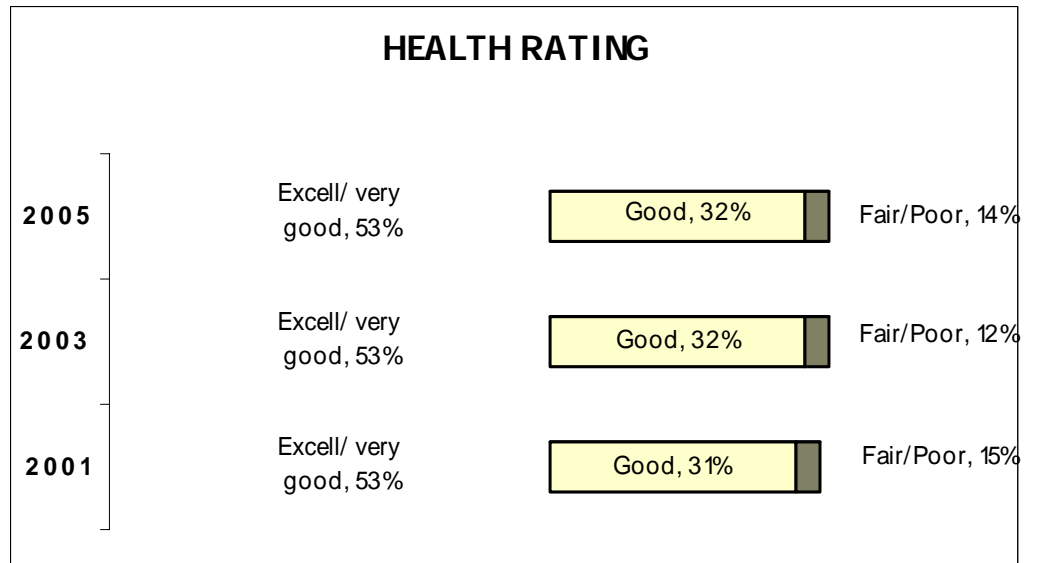 HEALTH RATING
2005
Excell/ very
good, 53%
Good, 32%
Fair/Poor, 14%
2003
Excell/ very
good, 53%
Good, 32%
Fair/Poor, 12%
2001
Excell/ very
good, 53%
Good, 31%
Fair/Poor, 15%